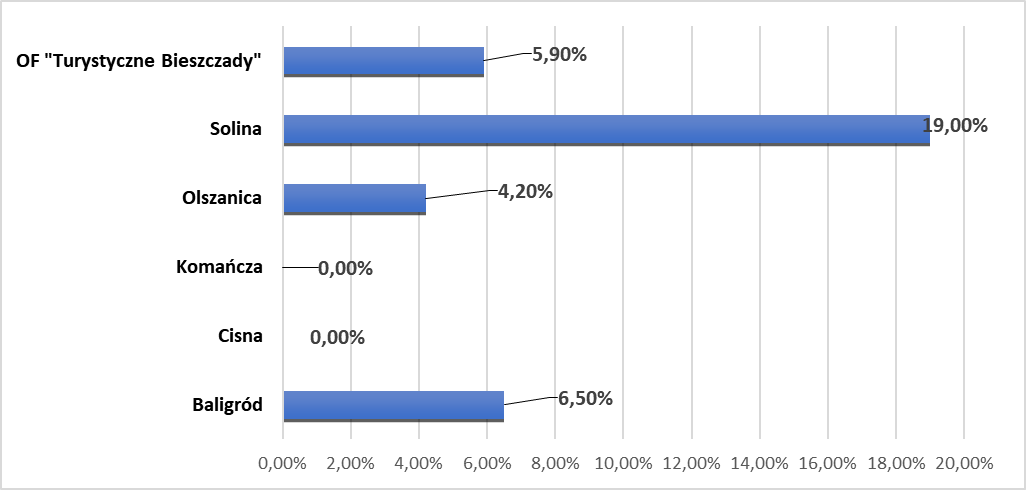 OF "Turystyczne Bieszczady"
5,90%
Solina
19,00%
Olszanica
4,20%
Komańcza
0,00%
Cisna
0,00%
Baligród
6,50%
0,00% 2,00% 4,00% 6,00% 8,00% 10,00% 12,00% 14,00% 16,00% 18,00% 20,00%